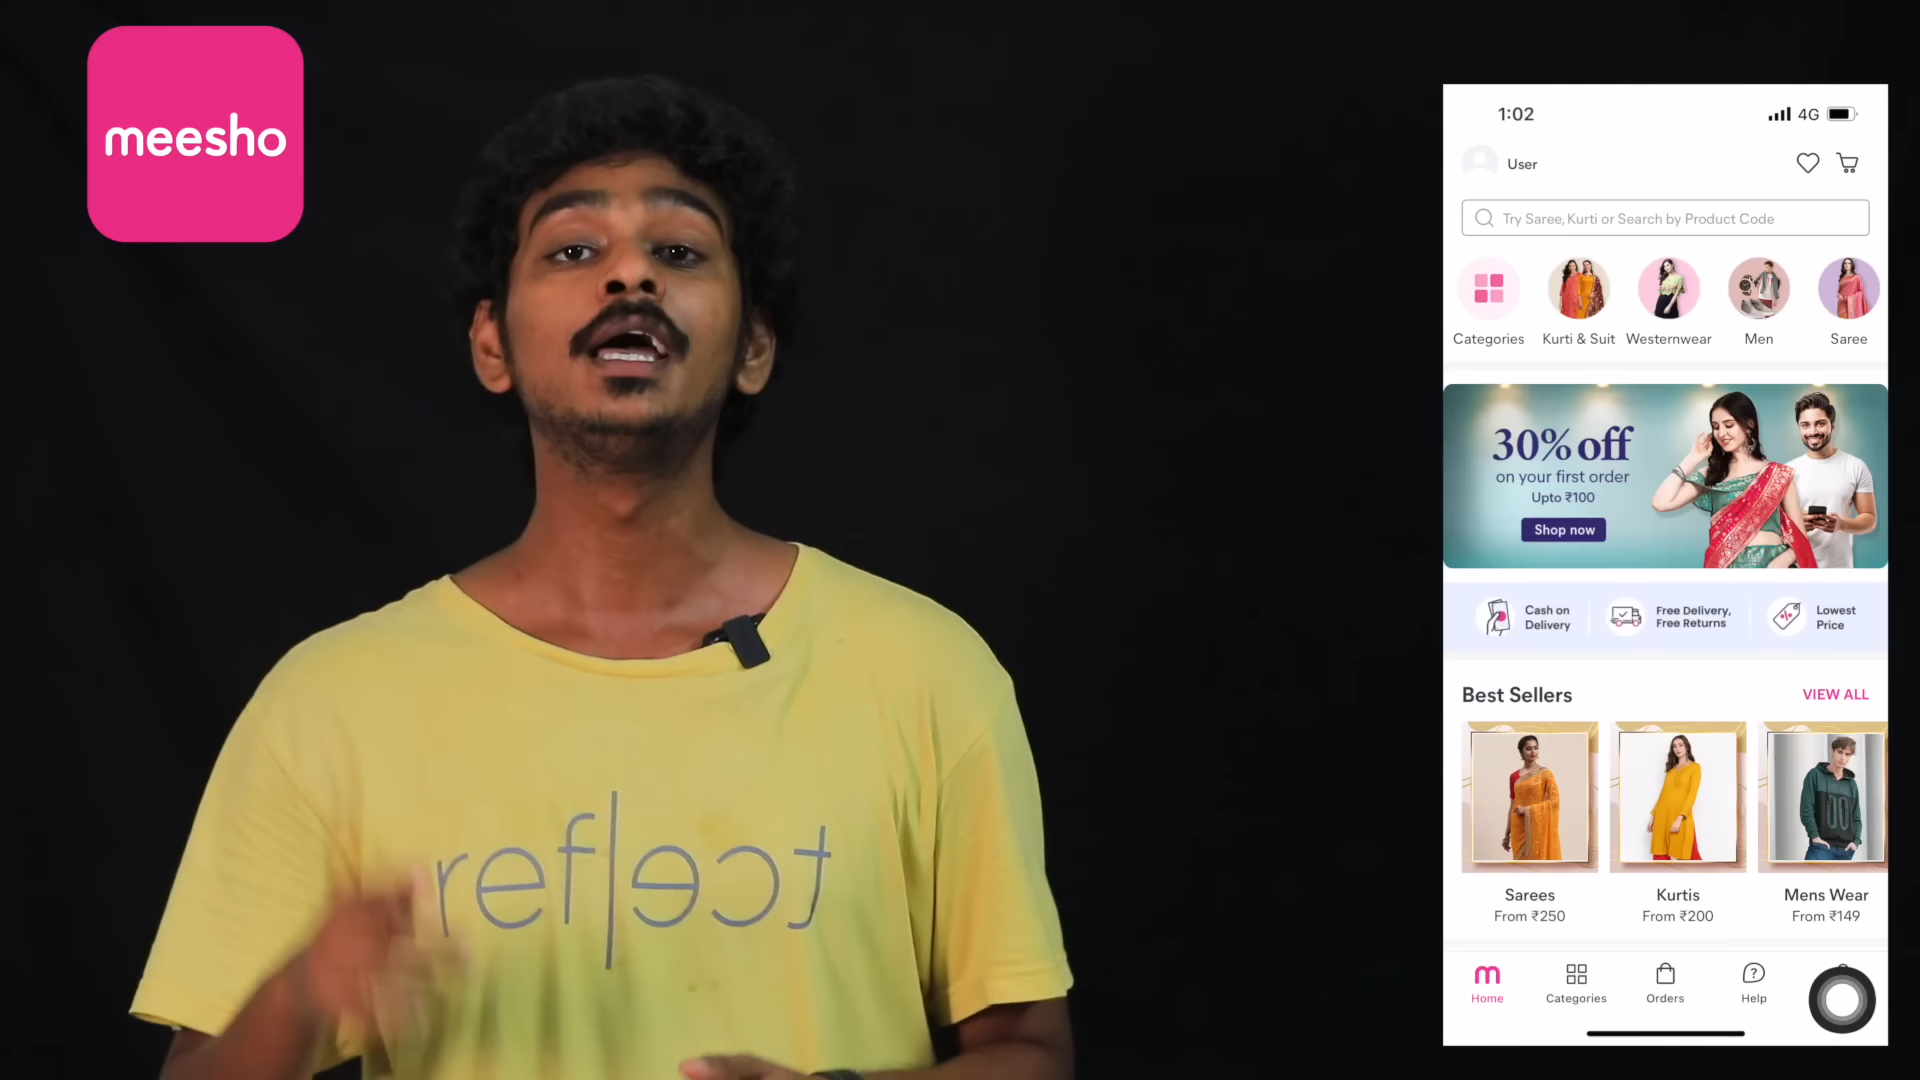 meesho
ref|ect
1:02
4G
User
Try Saree, Kurti or Search by Product Code
Categories
Kurti & Suit
Westernwear
Men
Saree
30% off
on your first order
Upto ₹100
Shop now
Cash on
Delivery
Free Delivery,
Free Returns
Lowest
Price
Best Sellers
VIEW ALL
Sarees
From ₹250
Kurtis
From ₹200
Mens Wear
From ₹149
Home
Categories
Orders
Help